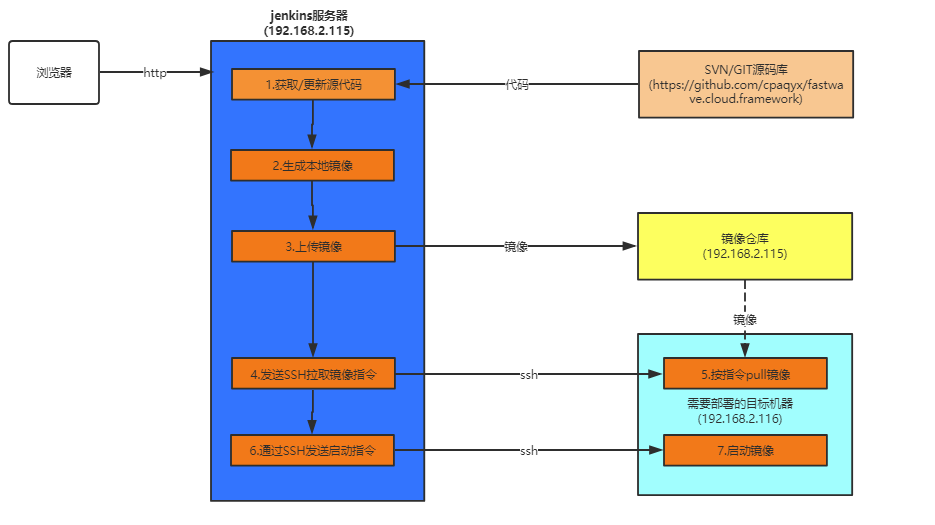 jenkins服务器
(192.168.2.115)
浏览器
http
1.获取/更新源代码
代码
SVN/GIT源码库
(https://github.com/cpaqyx/fastwa
ve.cloud.framework)
2.生成本地镜像
3.上传镜像
镜像
镜像仓库
(192.168.2.115)
镜像
4.发送SSH拉取镜像指令
ssh
5.按指令pull镜像
需要部署的目标机器
(192.168.2.116)
6.通过SSH发送启动指令
ssh
7.启动镜像